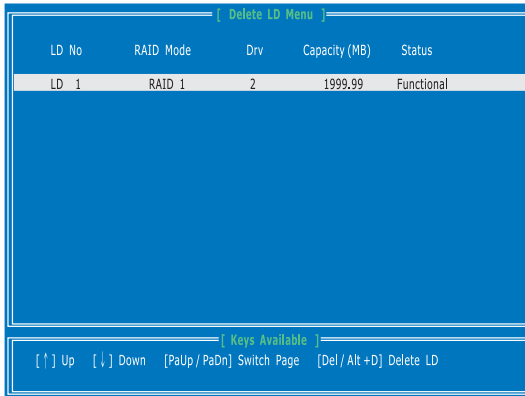 [ Delete LD Menu ]
LD No RAID Mode Drv Capacity (MB) Status
LD 1 RAID 1 2 1999.99 Functional
[ Keys Available ]
[↑] Up [↓] Down [PaUp / PaDn] Switch Page [Del / Alt +D] Delete LD